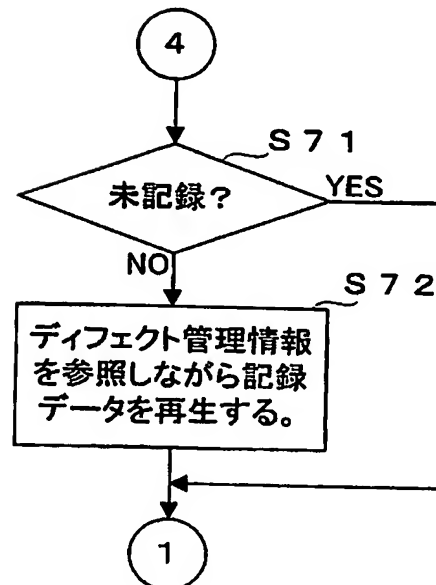 4
S71
未記録?
YES
NO
S72
ディフェクト管理情報
を参照しながら記録
データを再生する。
1